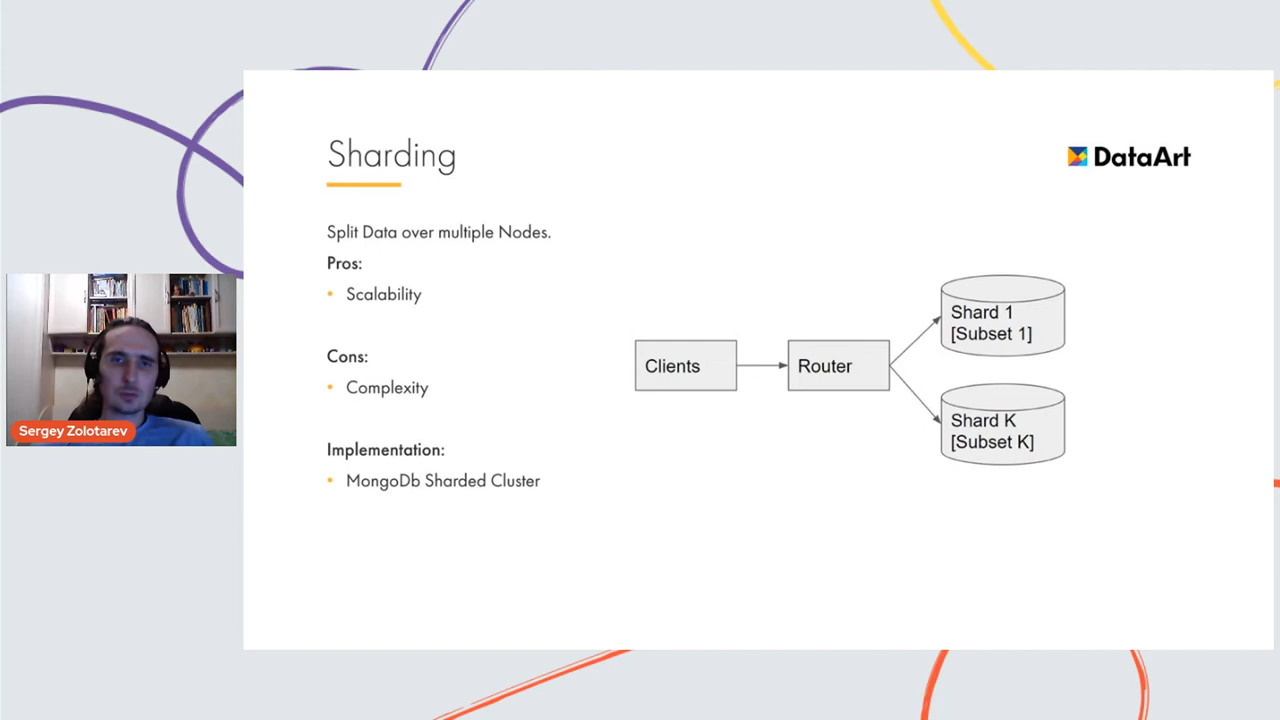 Sharding
DataArt
Split Data over multiple Nodes.
Pros:
• Scalability
Cons:
• Complexity
Implementation:
• MongoDb Sharded Cluster
Clients
Router
Shard 1
[Subset 1]
Shard K
[Subset K]
Sergey Zolotarev